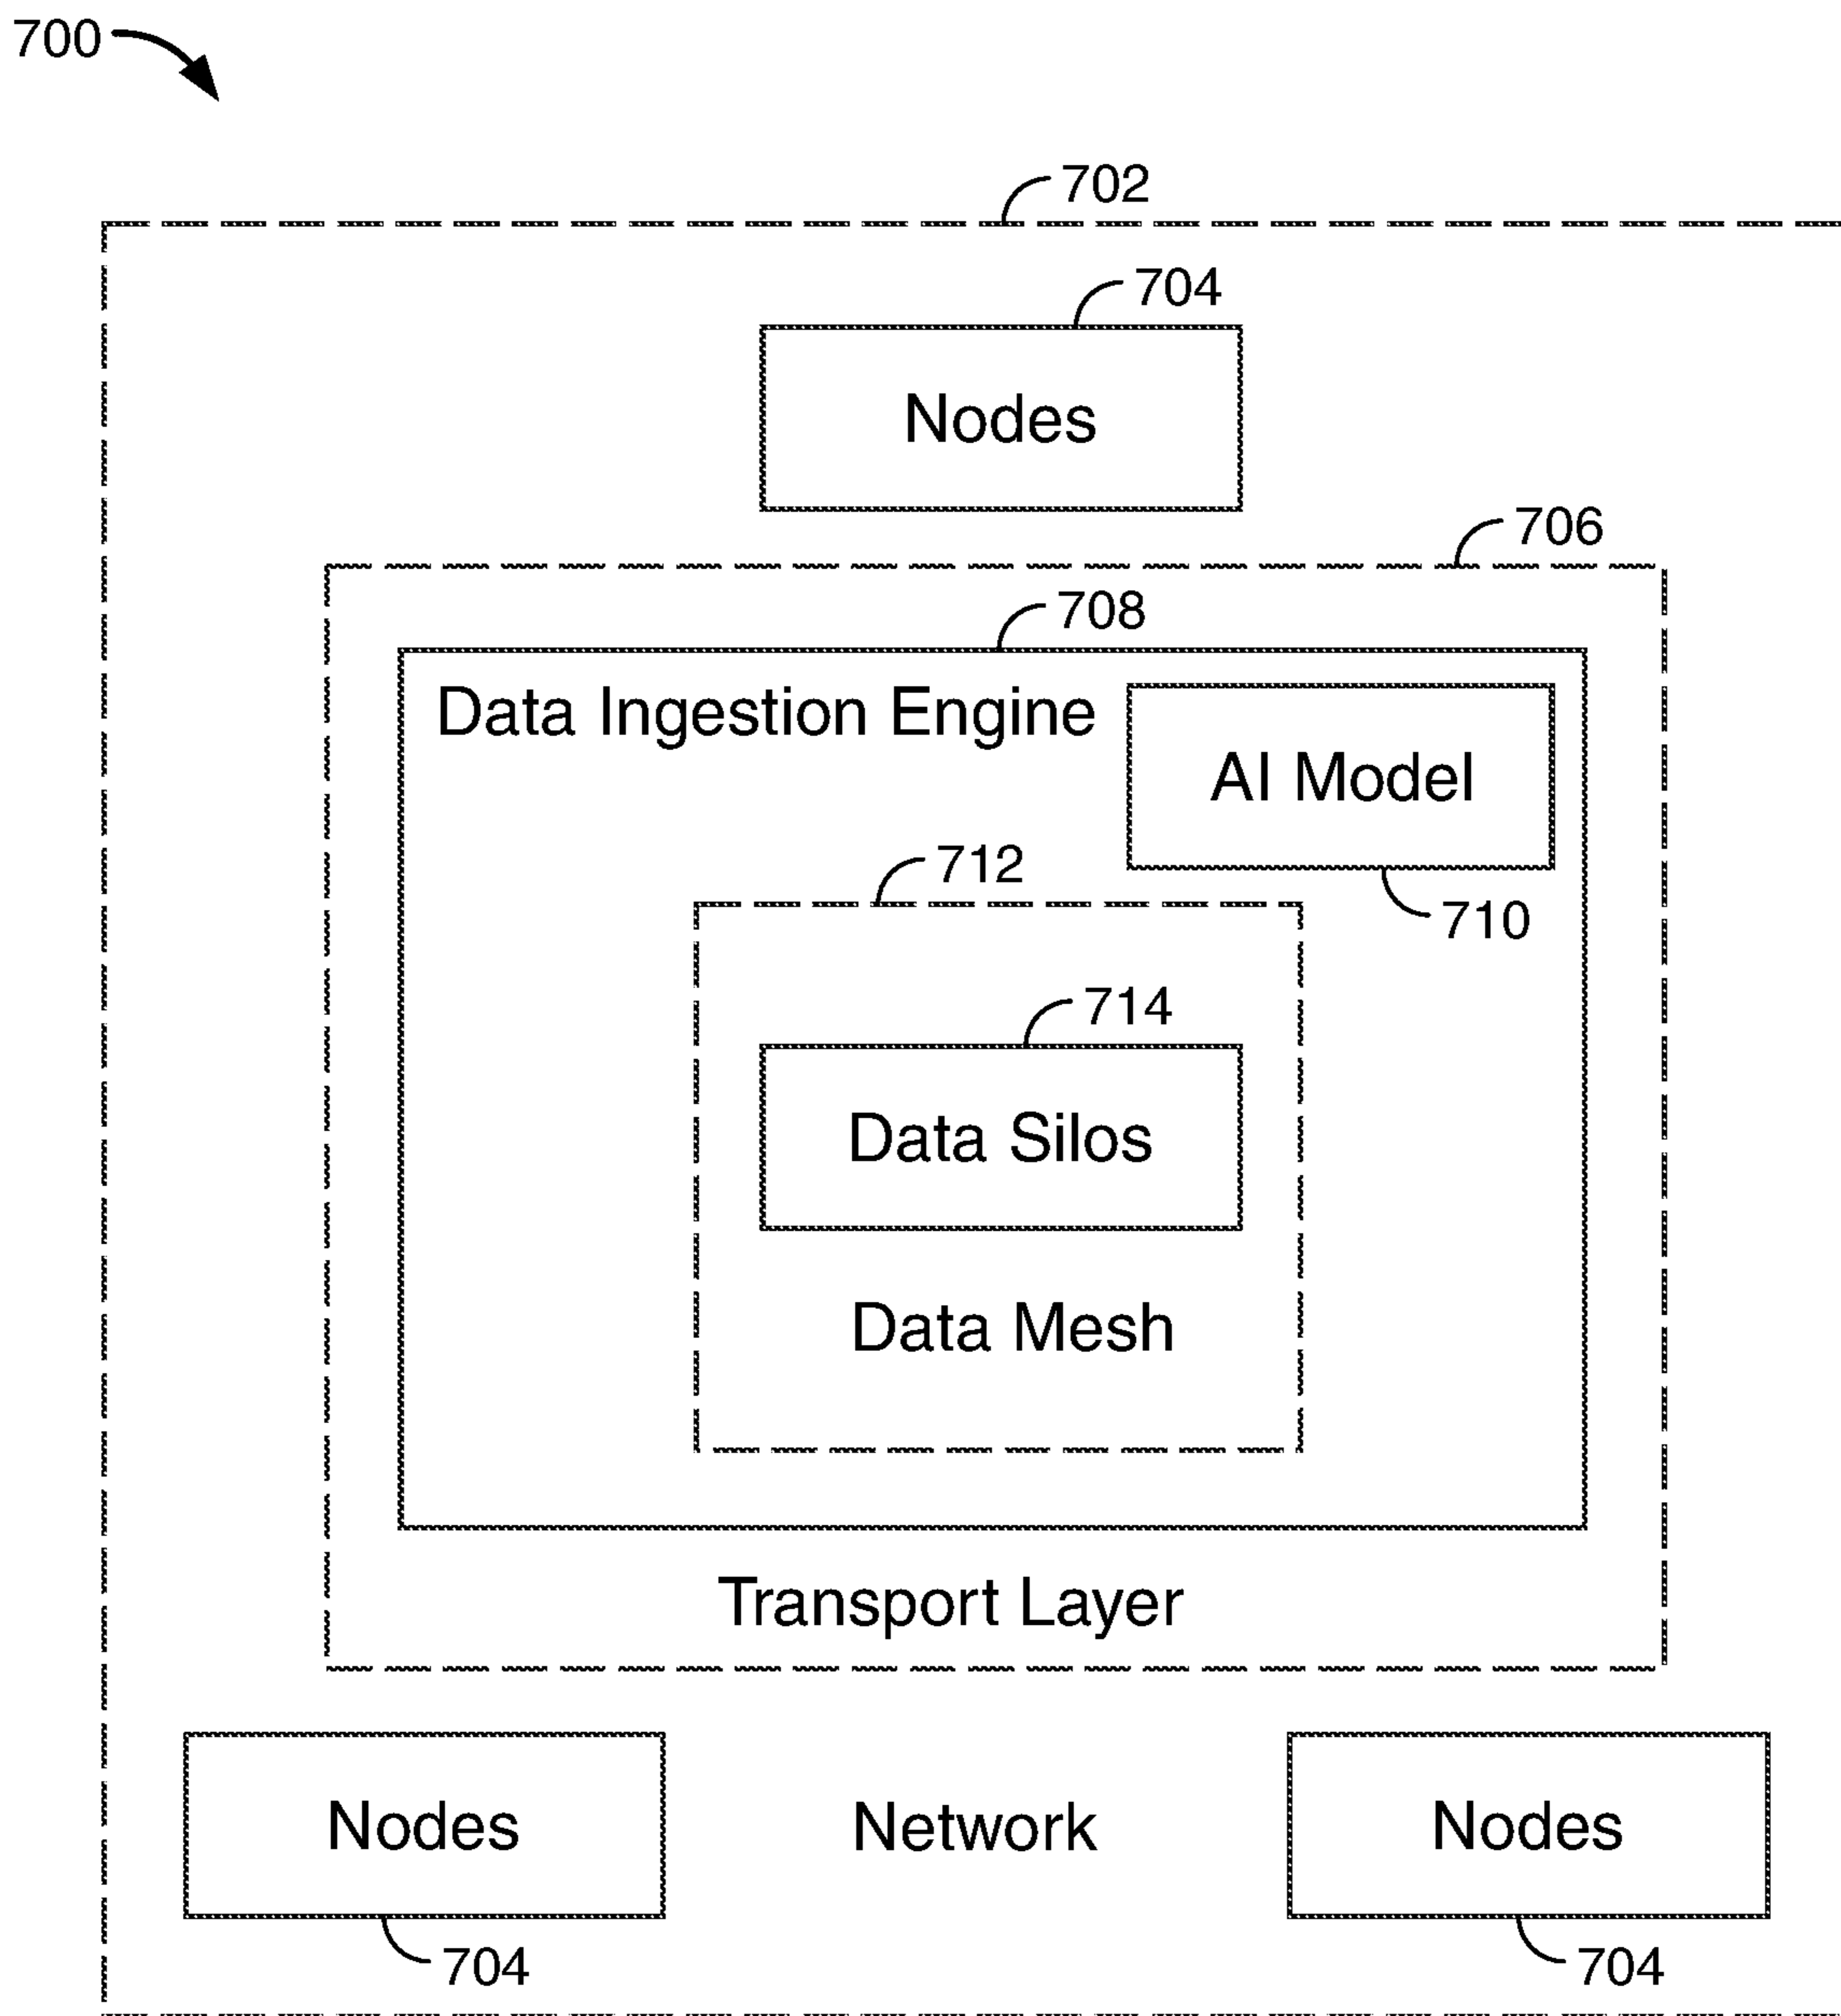 700
702
704
Nodes
706
708
Data Ingestion Engine
AI Model
712
710
714
Data Silos
Data Mesh
Transport Layer
Nodes
Network
Nodes
704
704